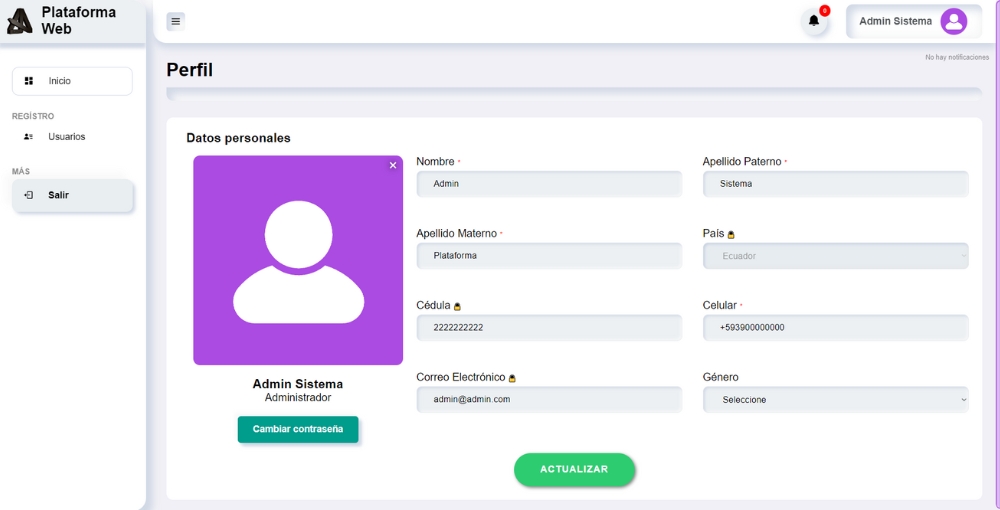 Plataforma
Web
0
Admin Sistema
No hay notificaciones
Inicio
REGÍSTRO
Usuarios
MÁS
Salir
Perfil
Datos personales
Nombre *
Admin
Apellido Paterno *
Sistema
Apellido Materno *
Plataforma
País
Ecuador
Cédula
2222222222
Celular *
+593900000000
Correo Electrónico
admin@admin.com
Género
Seleccione
Admin Sistema
Administrador
Cambiar contraseña
ACTUALIZAR